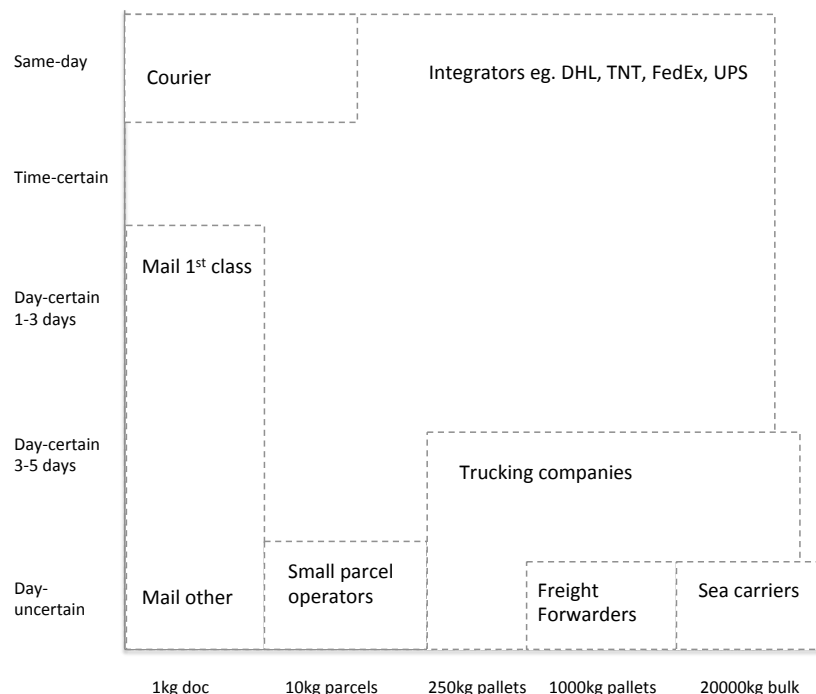 Same-day
Courier
Integrators eg. DHL, TNT, FedEx, UPS
Time-certain
Mail 1st class
Day-certain
1-3 days
Day-certain
3-5 days
Trucking companies
Small parcel
operators
Day-
uncertain
Mail other
Freight
Forwarders
Sea carriers
1kg doc
10kg parcels
250kg pallets
1000kg pallets
20000kg bulk